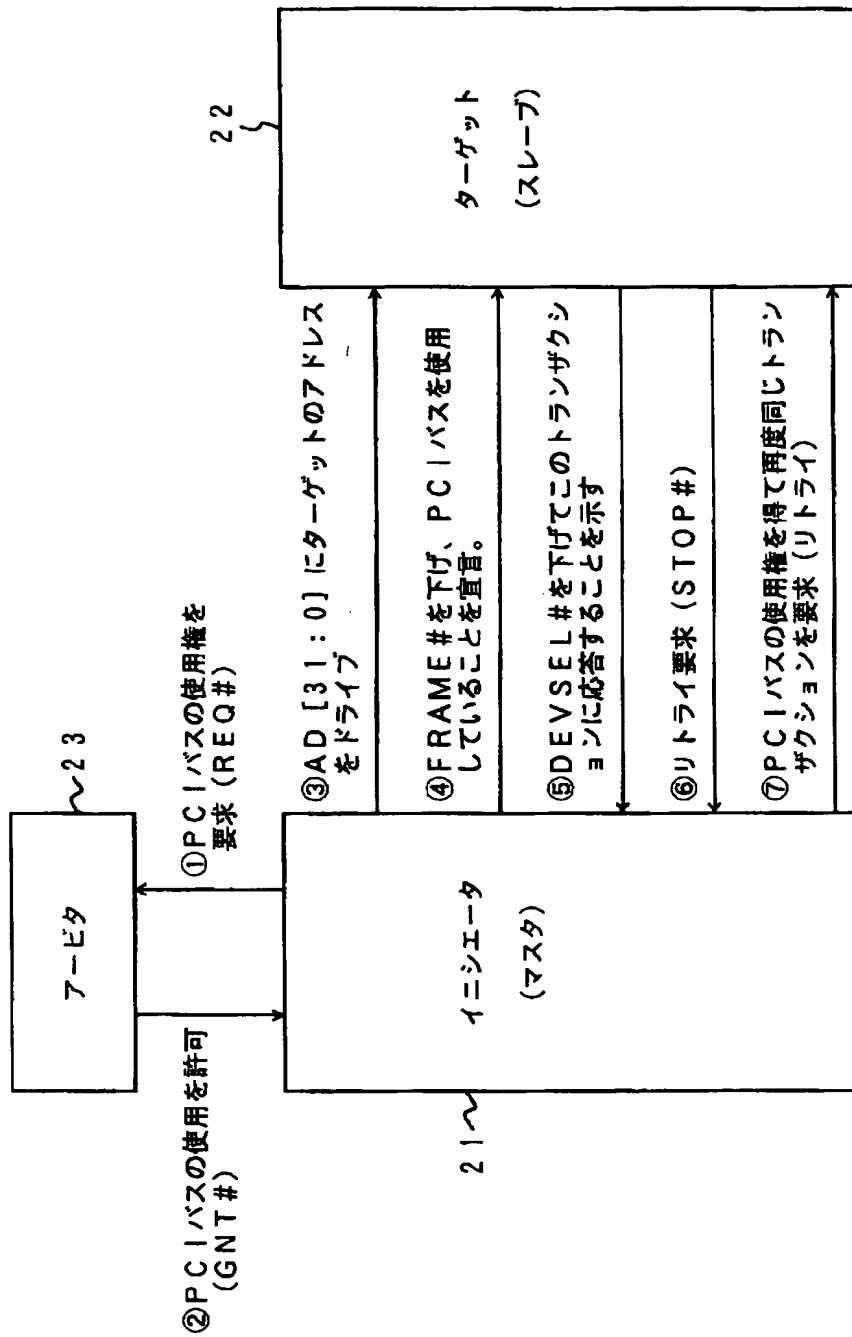 アービタ
23
①PCIバスの使用権を
要求(REQ#)
②PCIバスの使用を許可
(GNT#)
イニシエータ
(マスタ)
21
③AD[31:0]にターゲットのアドレス
をドライブ
④FRAME#を下げ、PCIバスを使用
していることを宣言。
⑤DEVSEL#を下げてこのトランザクシ
ョンに応答することを示す
⑥リトライ要求(STOP#)
⑦PCIバスの使用権を得て再度同じトラン
ザクションを要求(リトライ)
ターゲット
(スレーブ)
22